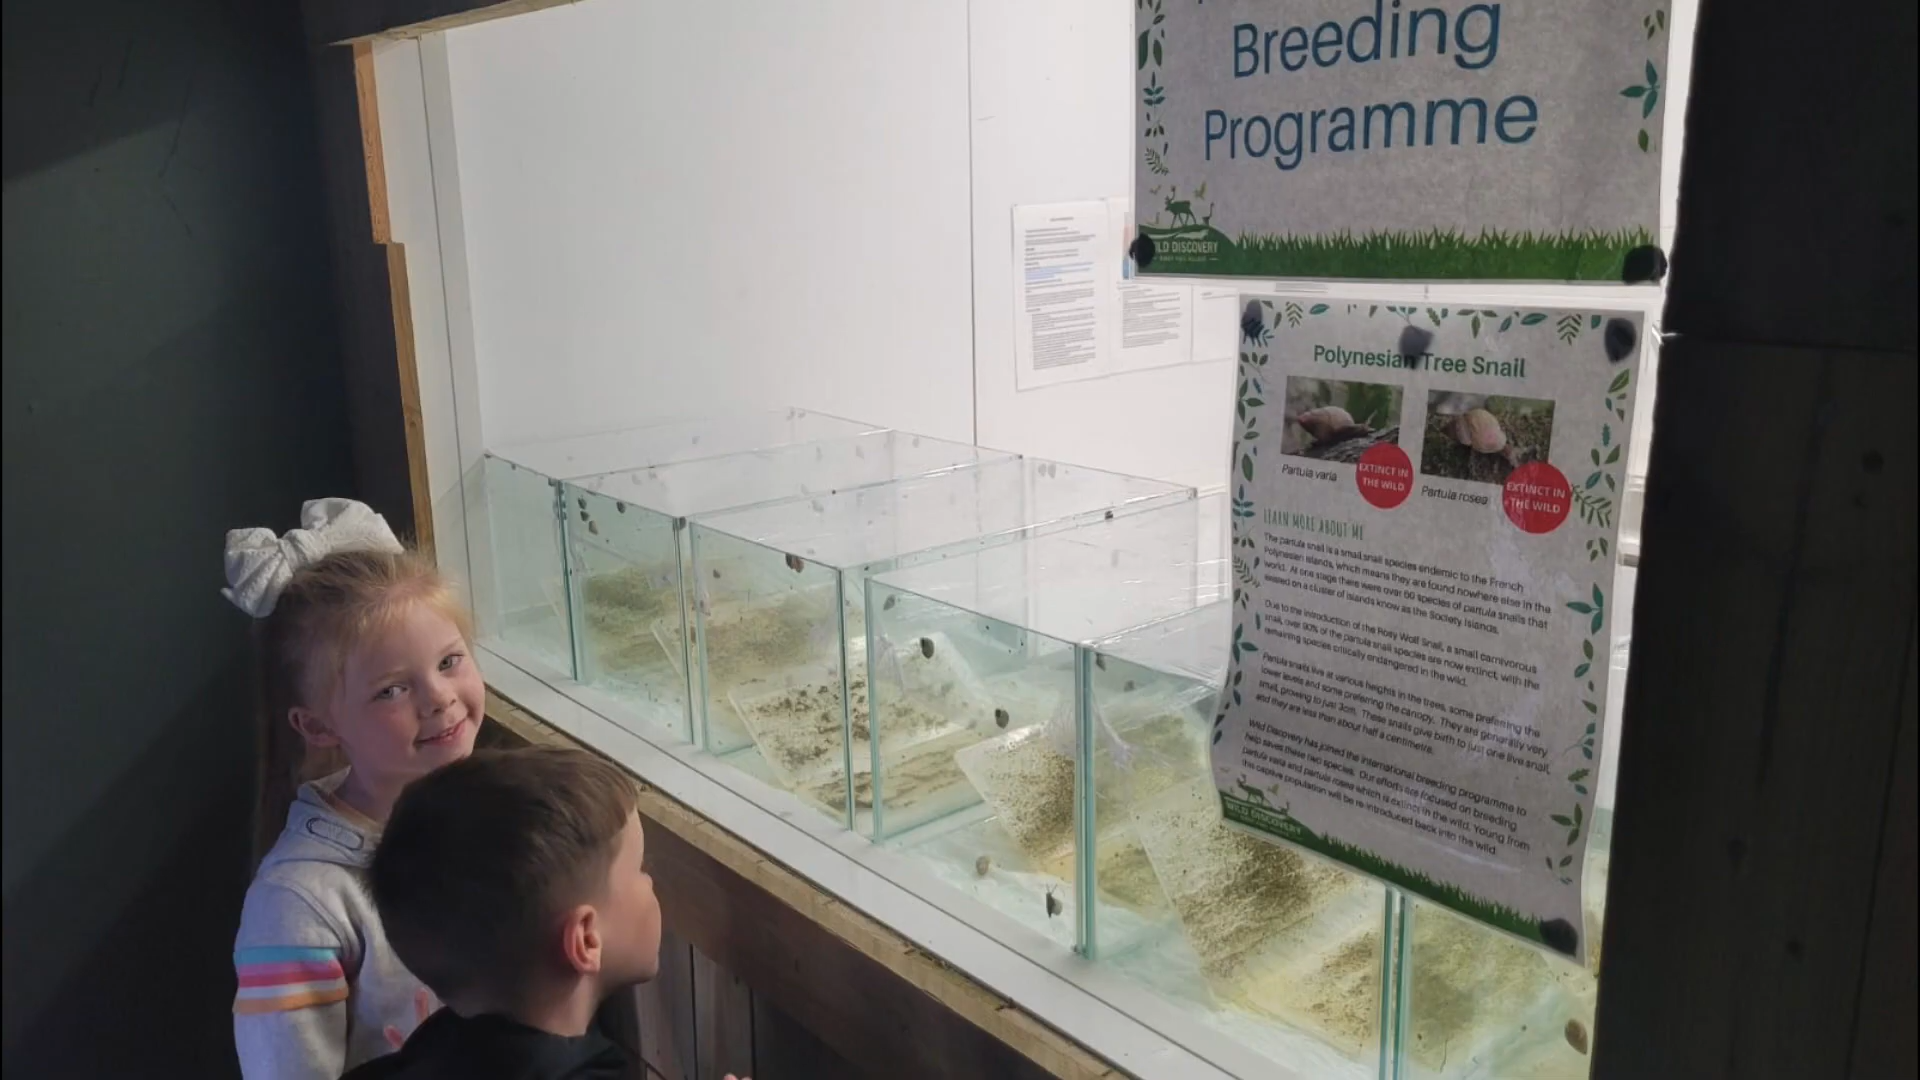 Breeding
Programme
WILD DISCOVERY
Polynesian Tree Snail
Partula varia
EXTINCT IN
THE WILD
Partula rosea
EXTINCT IN
THE WILD
LEARN MORE ABOUT ME
The partula snail is a small snail species endemic to the French
Polynesian islands, which means they are found nowhere else in the
world. At one stage there were over 60 species of partula snails that
existed on a cluster of islands know as the Society Islands.
Due to the introduction of the Rosy Wolf Snail, a small carnivorous
snail, over 90% of the partula snail species are now extinct, with the
remaining species critically endangered in the wild.
Partula snails live at various heights in the trees, some preferring the
lower levels and some preferring the canopy. They are generally very
small, growing to just 3cm. These snails give birth to just one live snail,
and they are less then about half a centimetre.
Wild Discovery has joined the international breeding programme to
help saves these two species. Our efforts are focused on breeding
partula varia and partula rosea which is extinct in the wild. Young from
this captive population will be re-introduced back into the wild.
WILD DISCOVERY